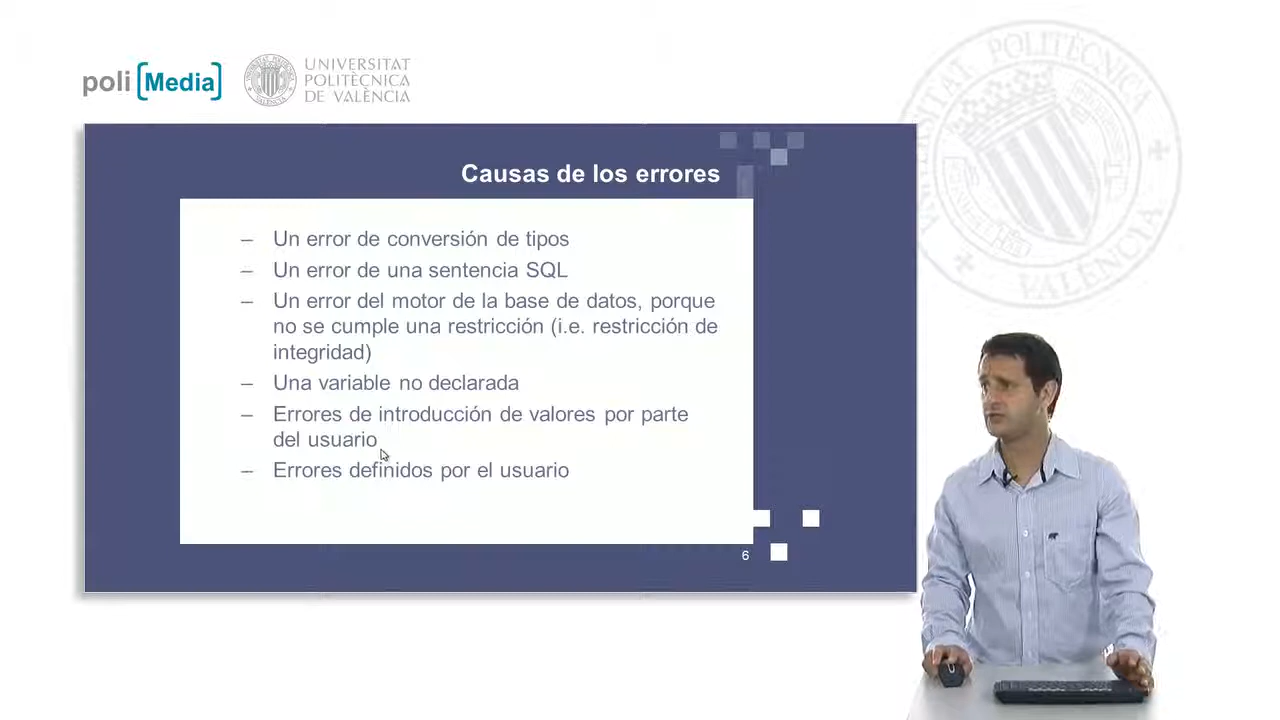 poli [Media]
UNIVERSITAT
POLITÈCNICA
DE VALÈNCIA
UNIVERSITAT POLITÈCNICA
VALÈNCIA
Causas de los errores
– Un error de conversión de tipos
– Un error de una sentencia SQL
– Un error del motor de la base de datos, porque
no se cumple una restricción (i.e. restricción de
integridad)
– Una variable no declarada
– Errores de introducción de valores por parte
del usuario
– Errores definidos por el usuario
6